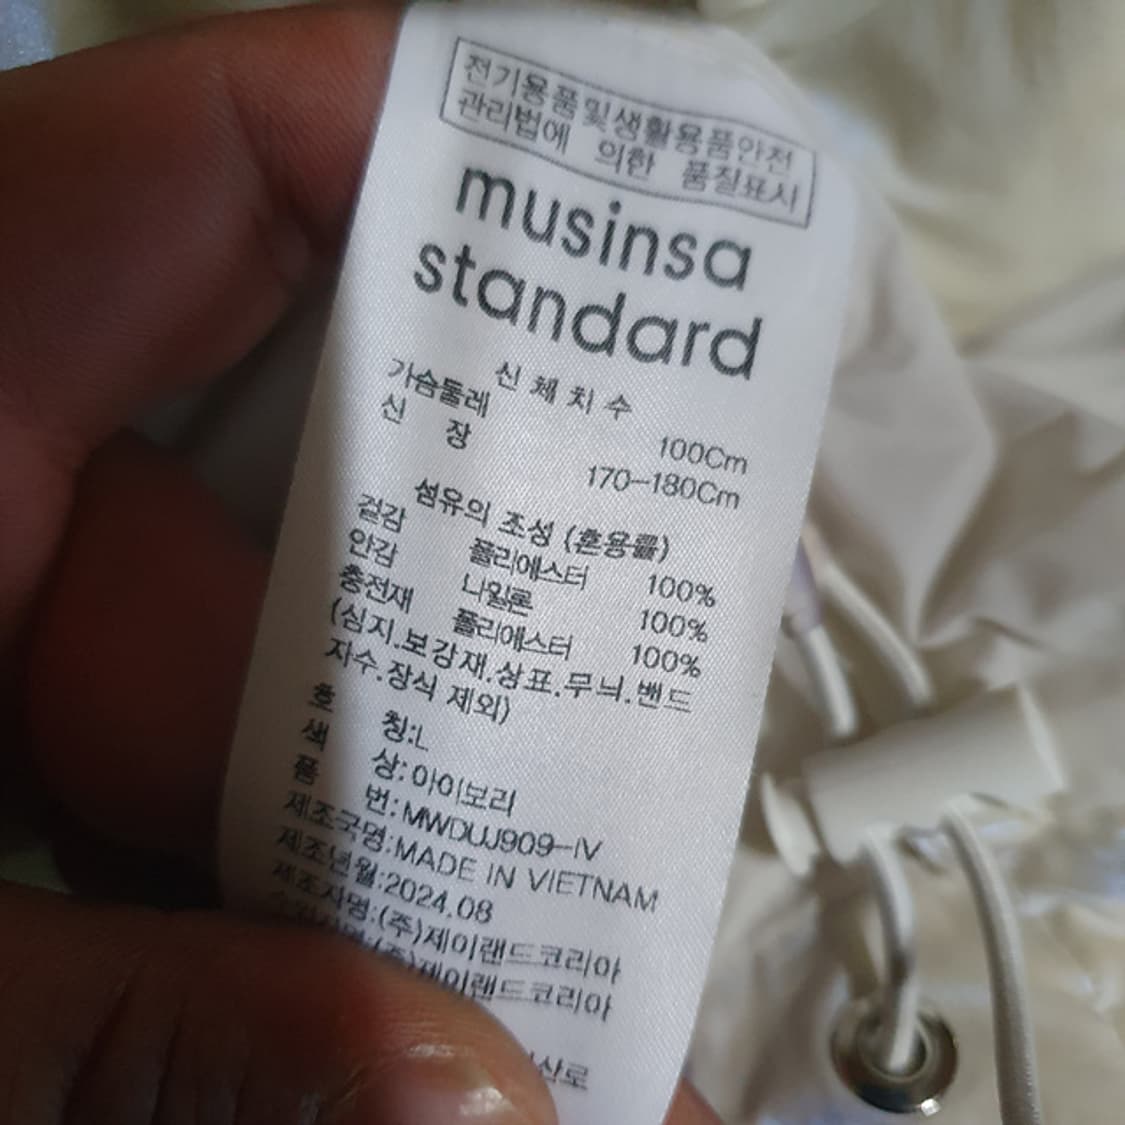 전기용품및생활용품안전
관리법에 의한 품질표시
musinsa
standard
신체치수
가슴둘레 100Cm
신 장 170-180Cm
섬유의 조성 (혼용률)
겉감 폴리에스터 100%
안감 나일론 100%
충전재 폴리에스터 100%
(심지.보강재.상표.무늬.밴드
자수.장식 제외)
호 칭:L
색 상:아이보리
품 번:MWDUJ909-IV
제조국명:MADE IN VIETNAM
제조년월:2024.08
제조사명:(주)제이랜드코리아
(주)제이랜드코리아